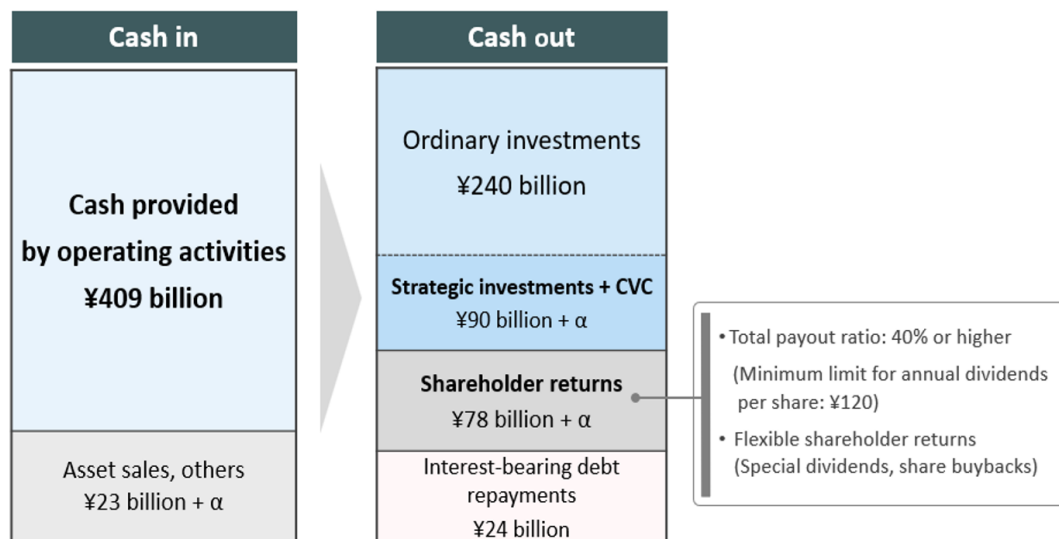 Cash in
Cash provided
by operating activities
¥409 billion
Asset sales, others
¥23 billion + α
Cash out
Ordinary investments
¥240 billion
Strategic investments + CVC
¥90 billion + α
Shareholder returns
¥78 billion + α
Interest-bearing debt
repayments
¥24 billion
• Total payout ratio: 40% or higher
(Minimum limit for annual dividends
per share: ¥120)
• Flexible shareholder returns
(Special dividends, share buybacks)